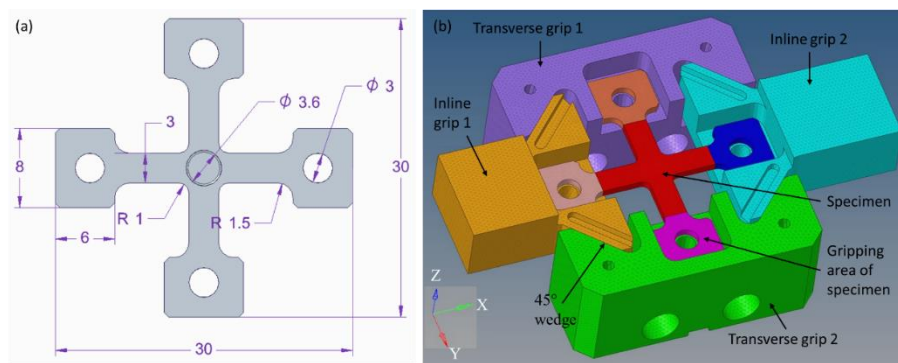 (a)
Φ 3.6
Φ 3
3
8
30
R 1
R 1.5
6
30
(b)
Transverse grip 1
Inline grip 2
Inline
grip 1
Specimen
Gripping
area of
specimen
45°
wedge
Transverse grip 2
Z
X
Y